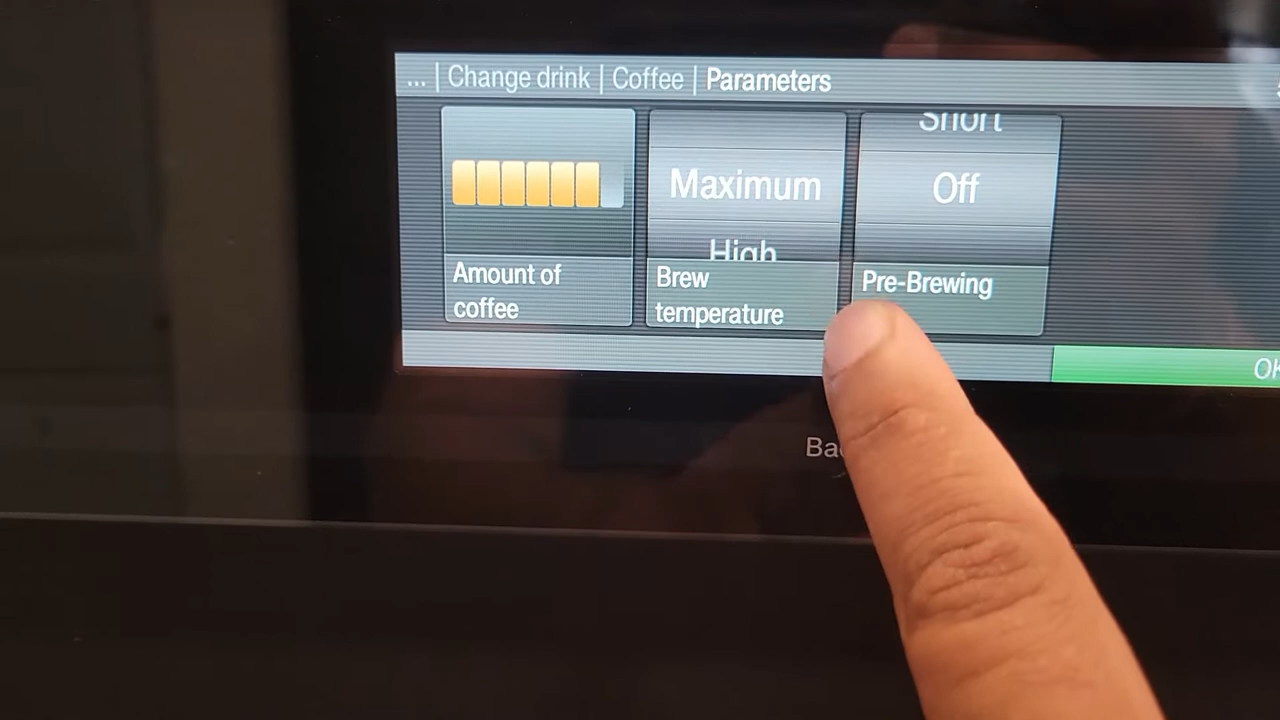 ... | Change drink | Coffee | Parameters
Short
Maximum
Off
High
Amount of
coffee
Brew
temperature
Pre-Brewing
OK